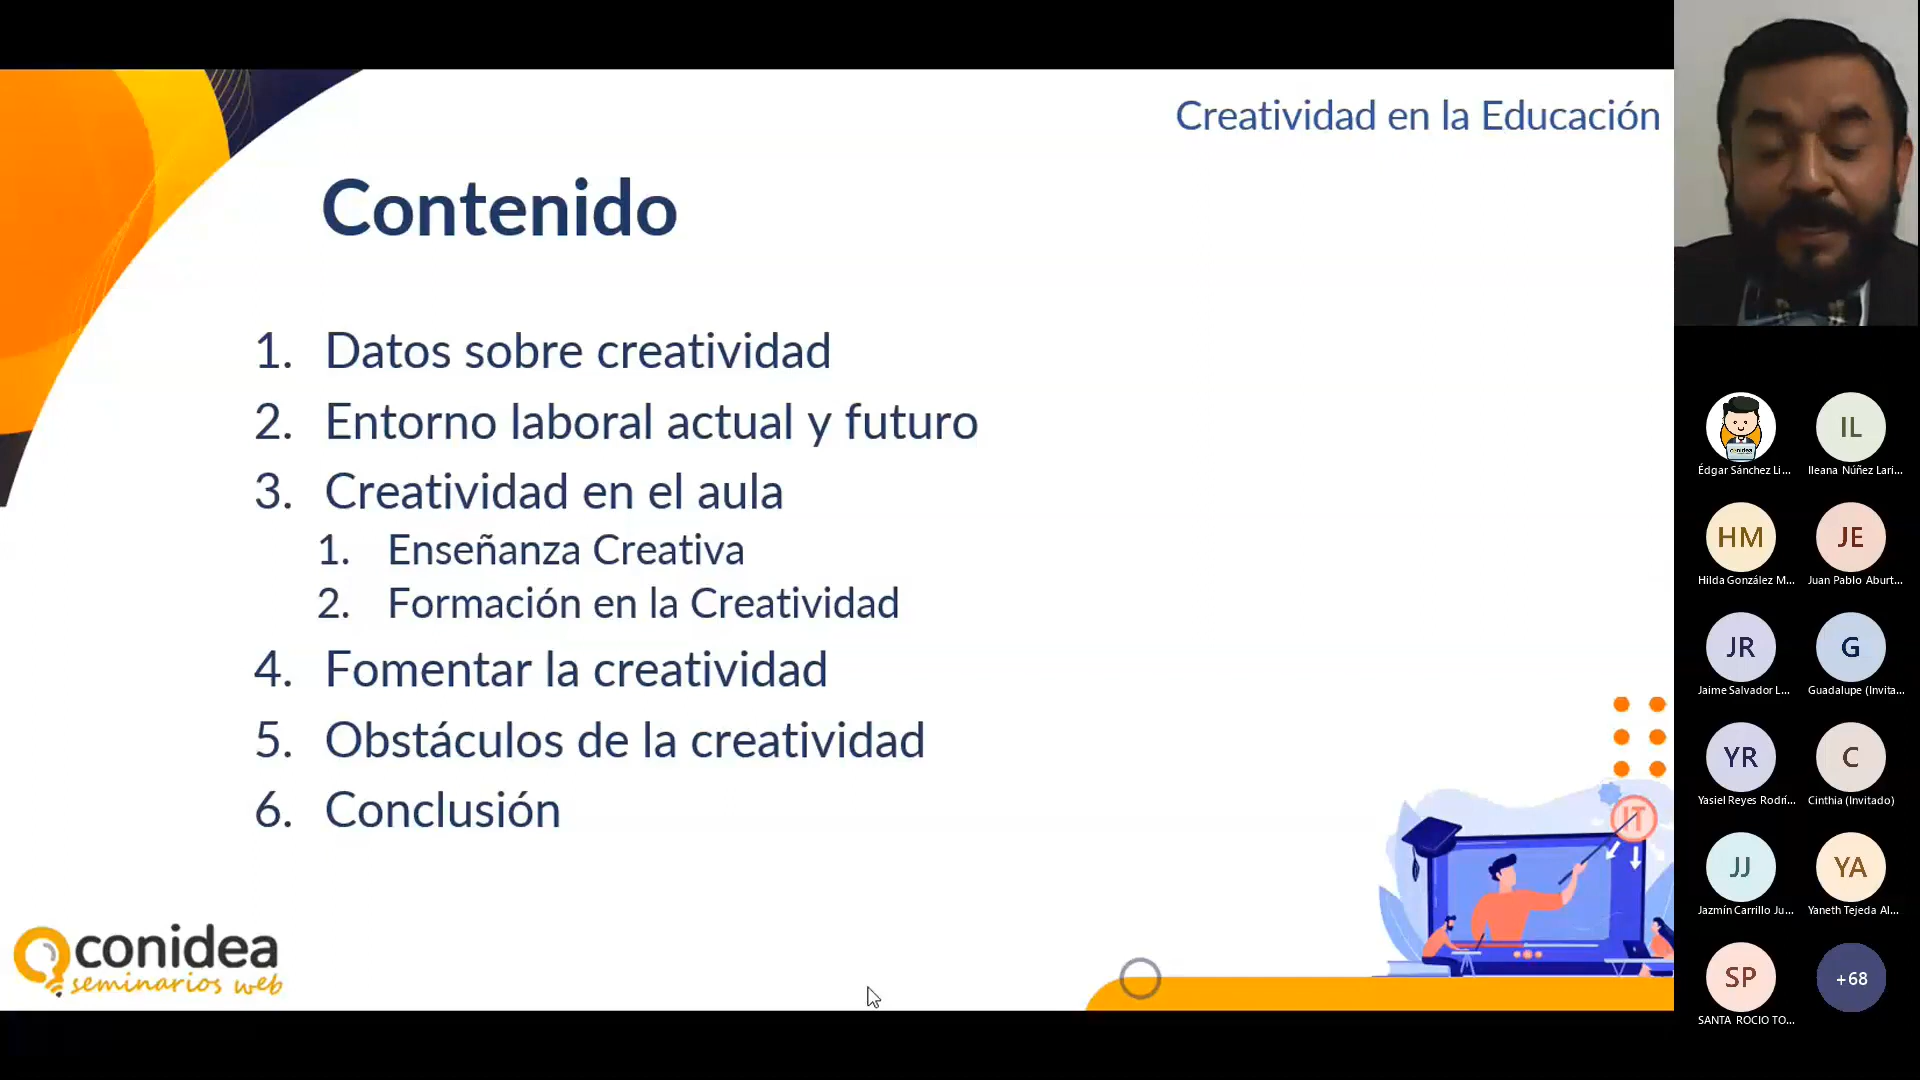 Creatividad en la Educación
Contenido
1. Datos sobre creatividad
2. Entorno laboral actual y futuro
3. Creatividad en el aula
1. Enseñanza Creativa
2. Formación en la Creatividad
4. Fomentar la creatividad
5. Obstáculos de la creatividad
6. Conclusión
conidea
seminarios web
IT
conidea
Édgar Sánchez Li...
IL
Ileana Núñez Lari...
HM
Hilda González M...
JE
Juan Pablo Aburt...
JR
Jaime Salvador L...
G
Guadalupe (Invita...
YR
Yasiel Reyes Rodrí...
C
Cinthia (Invitado)
JJ
Jazmín Carrillo Ju...
YA
Yaneth Tejeda Al...
SP
SANTA ROCIO TO...
+68